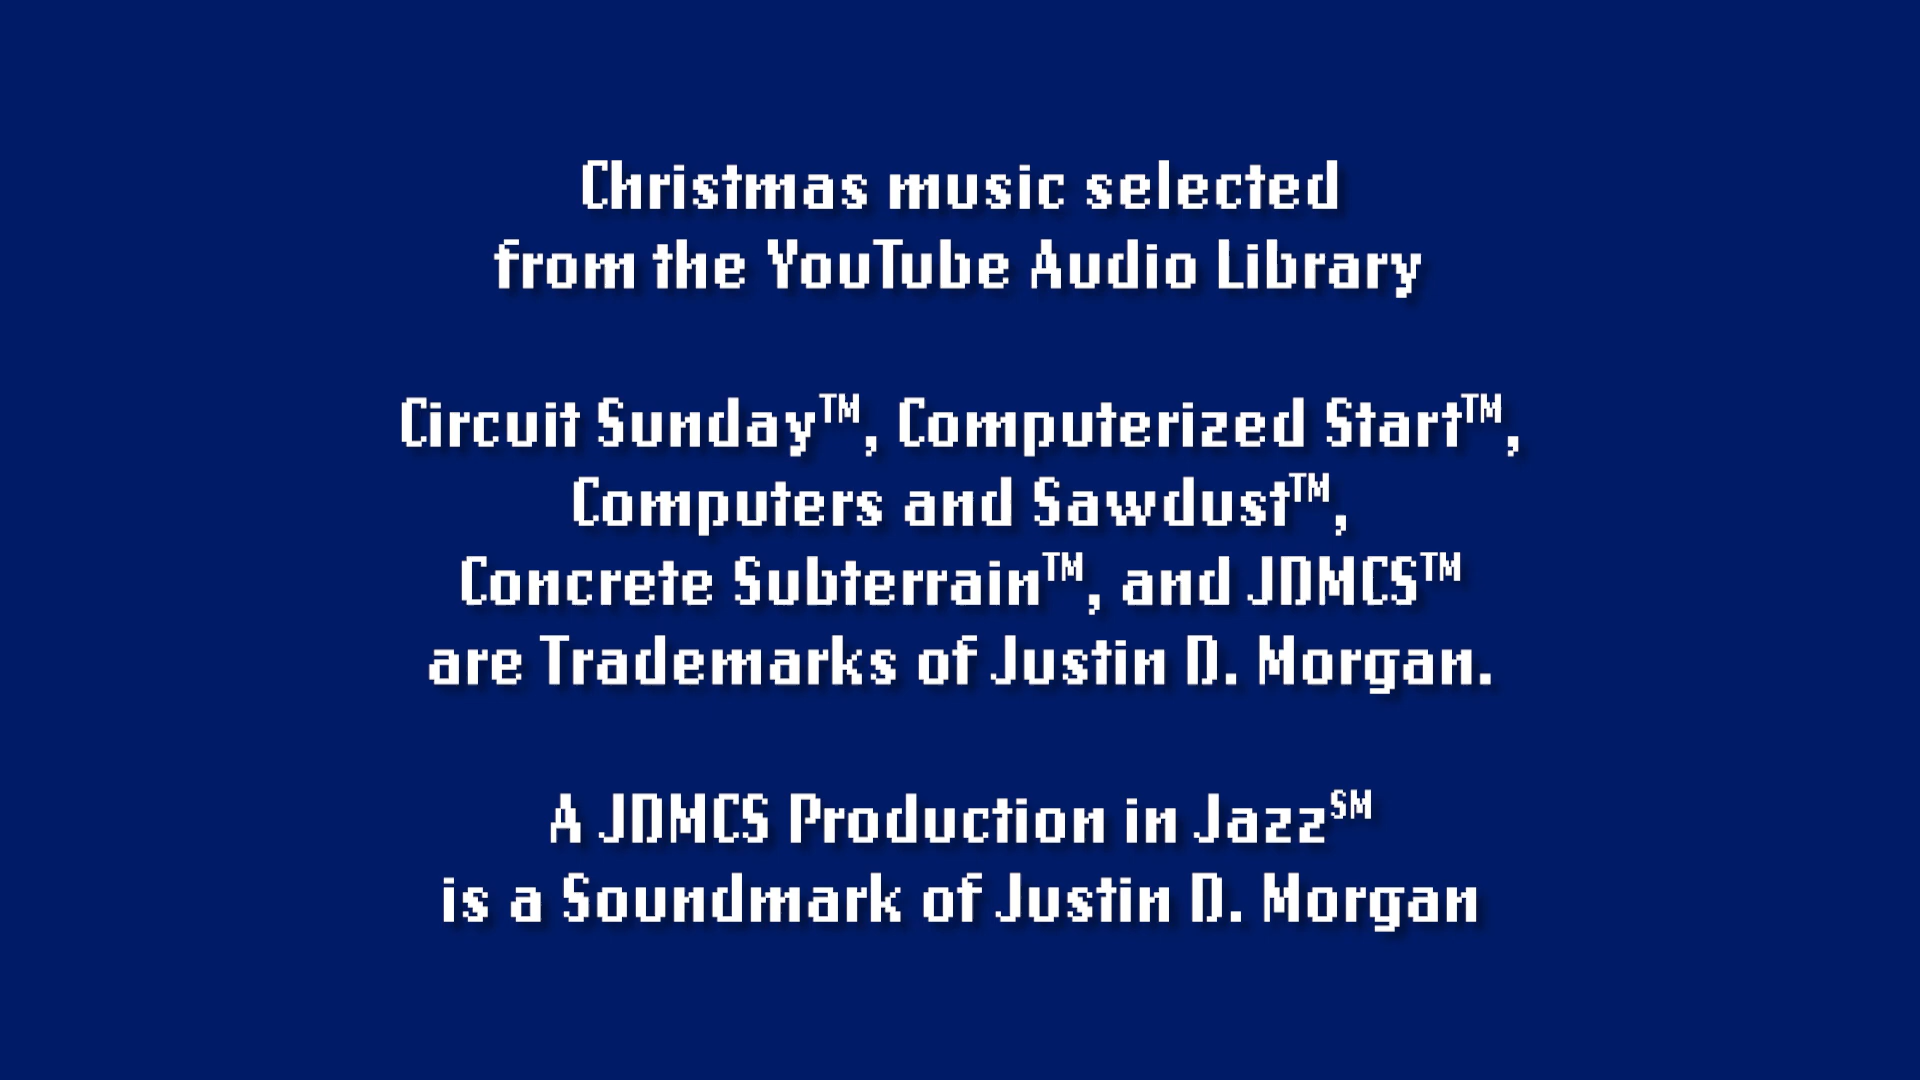 Christmas music selected
from the YouTube Audio Library
Circuit Sunday™, Computerized Start™,
Computers and Sawdust™,
Concrete Subterrain™, and JDMCS™
are Trademarks of Justin D. Morgan.
A JDMCS Production in Jazz℠
is a Soundmark of Justin D. Morgan